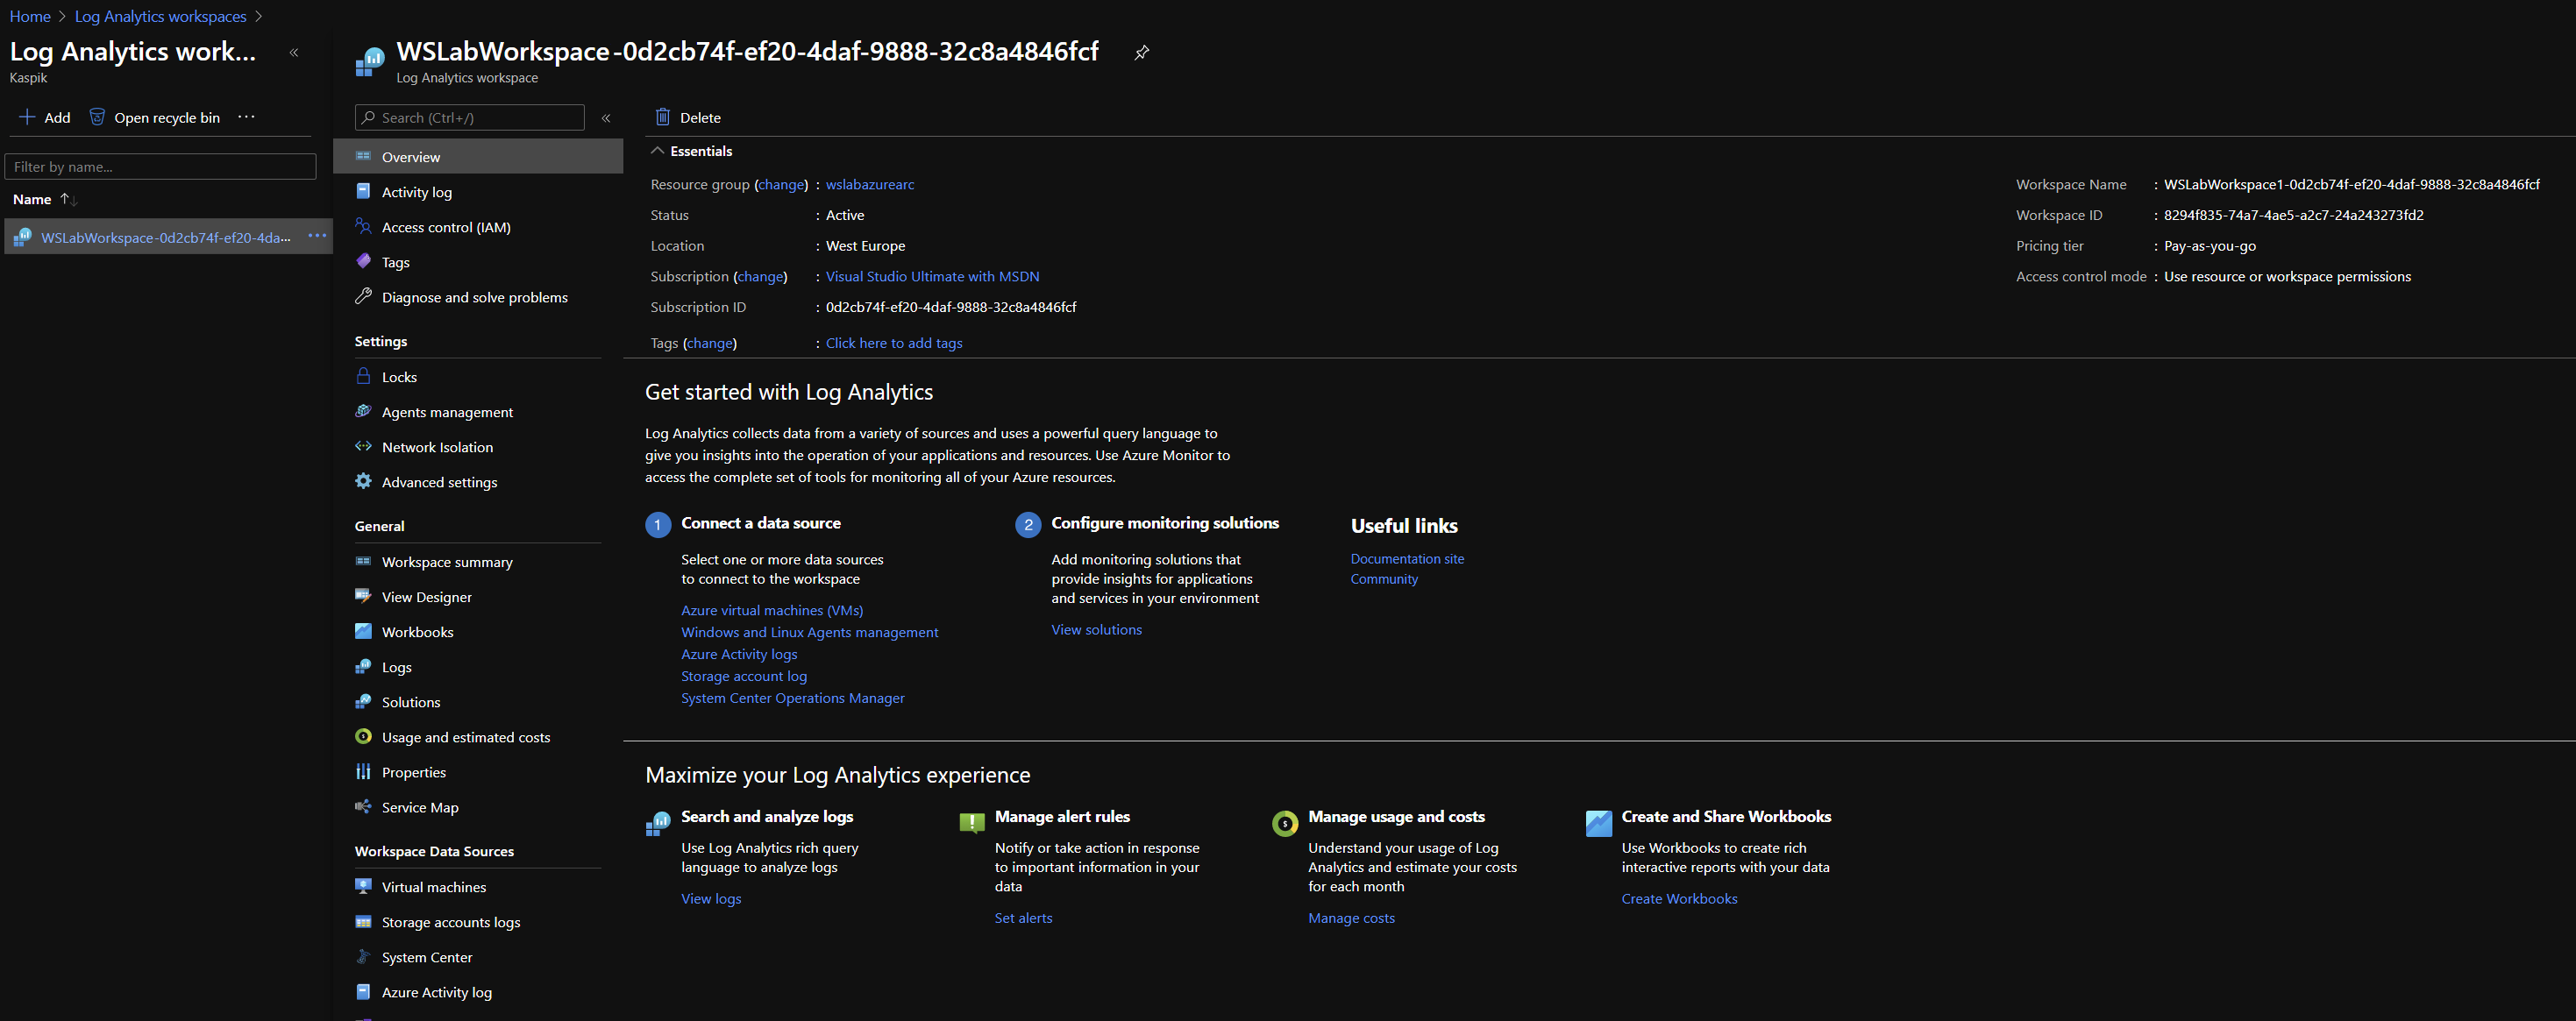 Home > Log Analytics workspaces >
Log Analytics work...
Kaspik
Add
Open recycle bin
Filter by name...
Name
WSLabWorkspace-0d2cb74f-ef20-4da...
WSLabWorkspace-0d2cb74f-ef20-4daf-9888-32c8a4846fcf
Log Analytics workspace
Search (Ctrl+/)
Overview
Activity log
Access control (IAM)
Tags
Diagnose and solve problems
Settings
Locks
Agents management
Network Isolation
Advanced settings
General
Workspace summary
View Designer
Workbooks
Logs
Solutions
Usage and estimated costs
Properties
Service Map
Workspace Data Sources
Virtual machines
Storage accounts logs
System Center
Azure Activity log
Delete
Essentials
Resource group (change) : wslabazurearc
Status : Active
Location : West Europe
Subscription (change) : Visual Studio Ultimate with MSDN
Subscription ID : 0d2cb74f-ef20-4daf-9888-32c8a4846fcf
Tags (change) : Click here to add tags
Workspace Name : WSLabWorkspace1-0d2cb74f-ef20-4daf-9888-32c8a4846fcf
Workspace ID : 8294f835-74a7-4ae5-a2c7-24a243273fd2
Pricing tier : Pay-as-you-go
Access control mode : Use resource or workspace permissions
Get started with Log Analytics
Log Analytics collects data from a variety of sources and uses a powerful query language to
give you insights into the operation of your applications and resources. Use Azure Monitor to
access the complete set of tools for monitoring all of your Azure resources.
1 Connect a data source
Select one or more data sources
to connect to the workspace
Azure virtual machines (VMs)
Windows and Linux Agents management
Azure Activity logs
Storage account log
System Center Operations Manager
2 Configure monitoring solutions
Add monitoring solutions that
provide insights for applications
and services in your environment
View solutions
Useful links
Documentation site
Community
Maximize your Log Analytics experience
Search and analyze logs
Use Log Analytics rich query
language to analyze logs
View logs
Manage alert rules
Notify or take action in response
to important information in your
data
Set alerts
Manage usage and costs
Understand your usage of Log
Analytics and estimate your costs
for each month
Manage costs
Create and Share Workbooks
Use Workbooks to create rich
interactive reports with your data
Create Workbooks